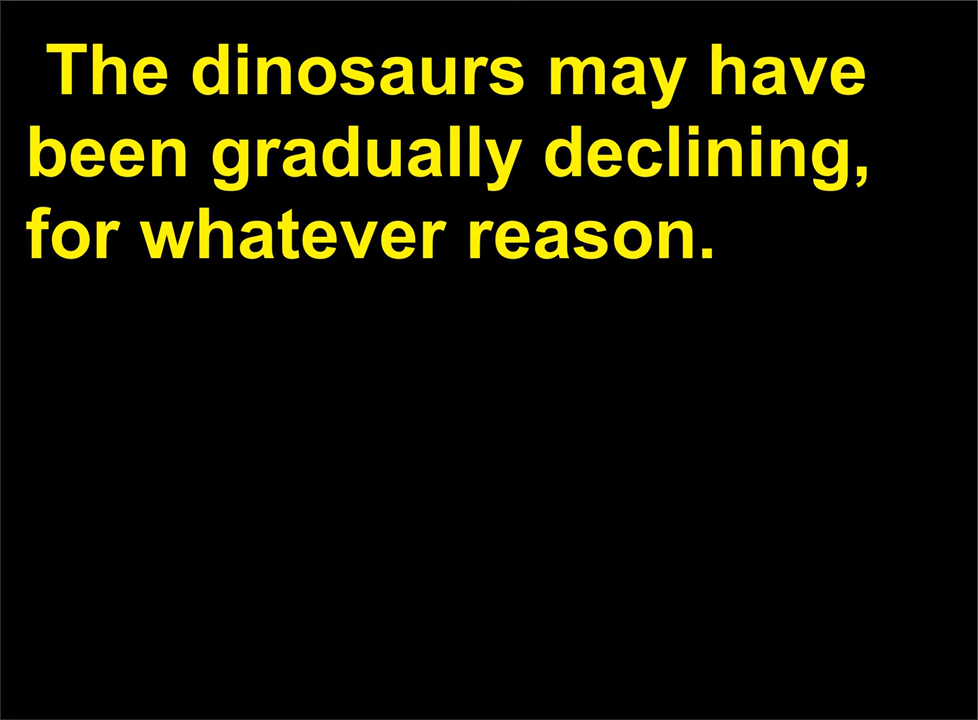 The dinosaurs may have
been gradually declining,
for whatever reason.